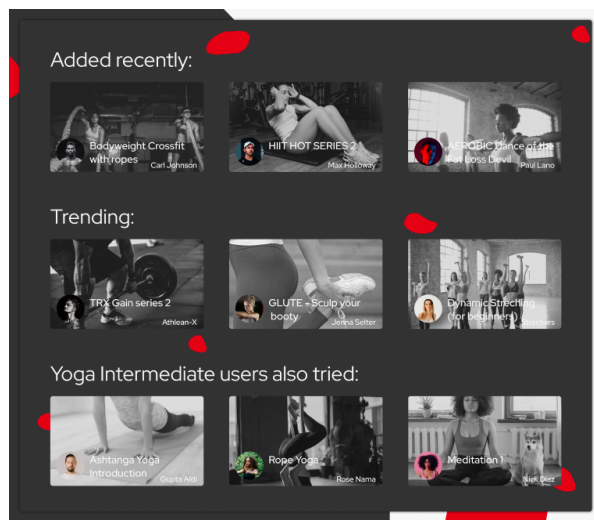 Added recently:
Bodyweight Crossfit
with ropes
Carl Johnson
HIIT HOT SERIES 2
Max Holloway
AEROBIC Dance of the
Fat Loss Devil
Paul Lano
Trending:
TRX Gain series 2
Athlean-X
GLUTE - Sculp your
booty
Jenna Selter
Dynamic Streching
(for beginners)
Yoga Intermediate users also tried:
Ashtanga Yoga
Introduction
Gupta Aldi
Rope Yoga
Rose Nama
Meditation 1
Nick Diaz